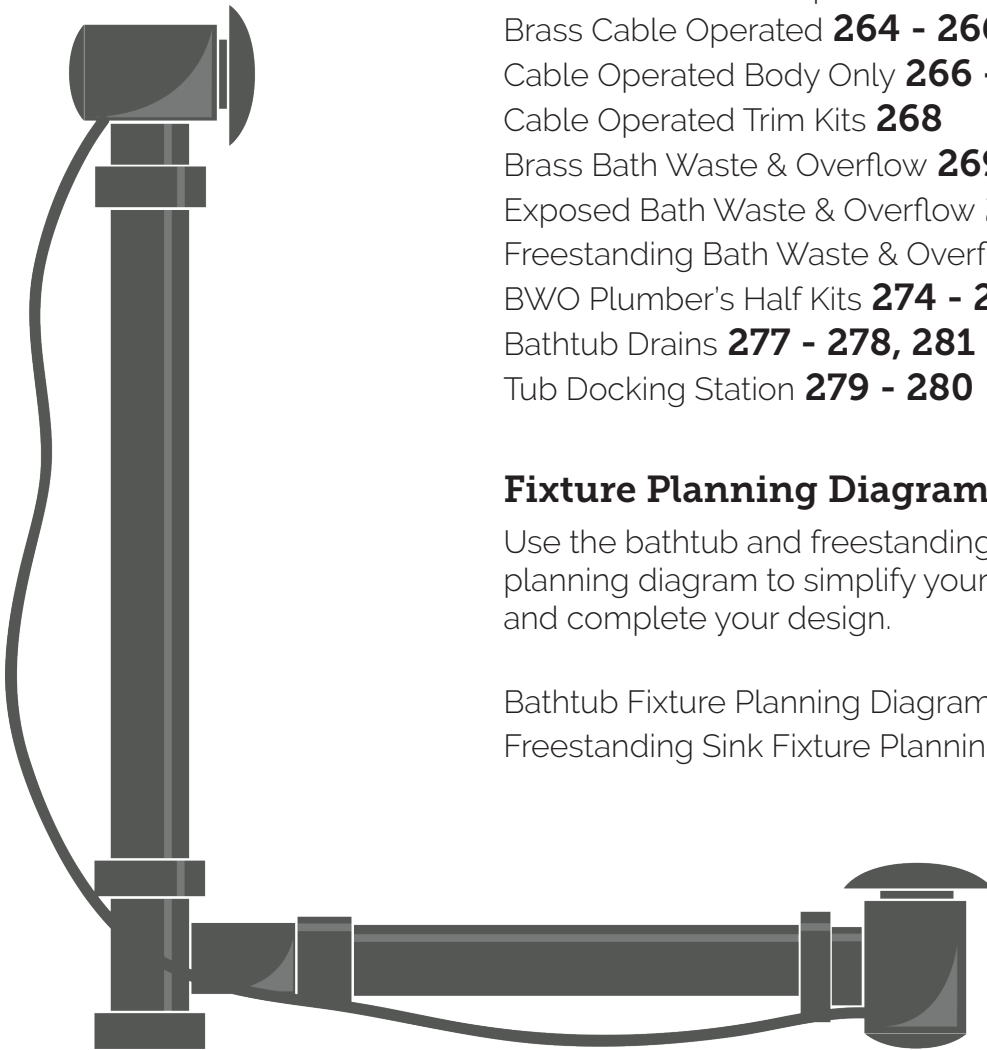 Brass Cable Operated 264 - 266
Cable Operated Body Only 266 -
Cable Operated Trim Kits 268
Brass Bath Waste & Overflow 269
Exposed Bath Waste & Overflow
Freestanding Bath Waste & Overf
BWO Plumber's Half Kits 274 - 2
Bathtub Drains 277 - 278, 281
Tub Docking Station 279 - 280
Fixture Planning Diagram
Use the bathtub and freestanding
planning diagram to simplify your
and complete your design.
Bathtub Fixture Planning Diagram
Freestanding Sink Fixture Plannin